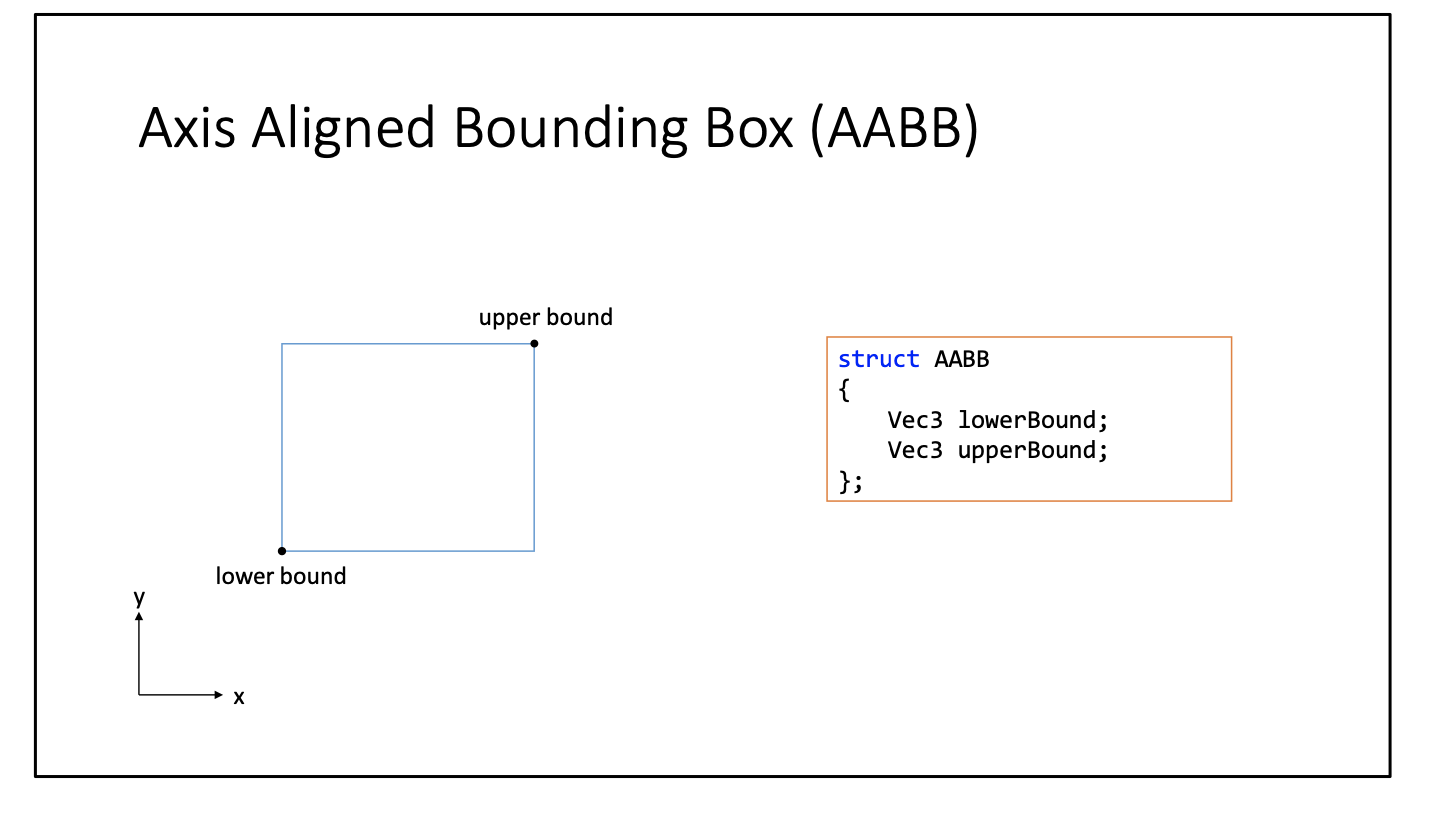 Axis Aligned Bounding Box (AABB)
upper bound
lower bound
y
x
struct AABB
{
    Vec3 lowerBound;
    Vec3 upperBound;
};